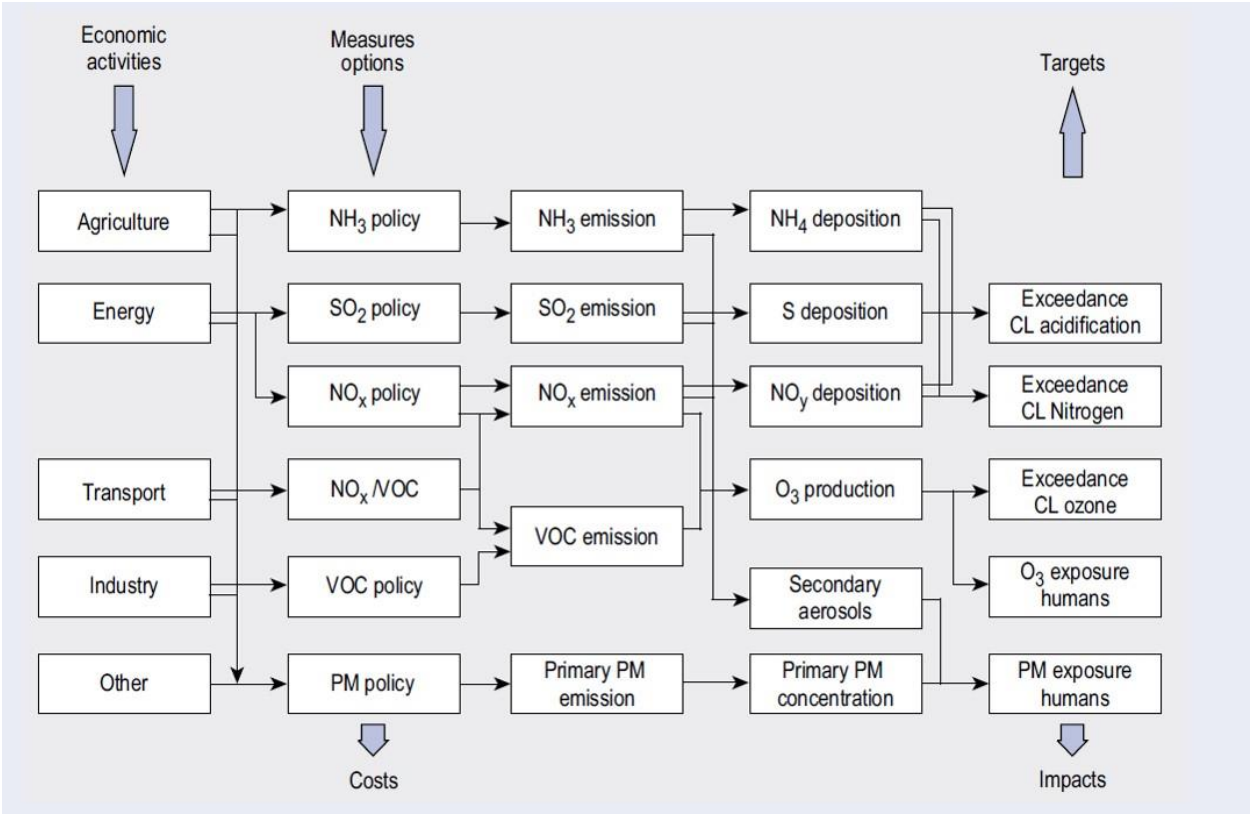 Economic
activities
Measures
options
Targets
Agriculture
NH₃ policy
NH₃ emission
NH₄ deposition
Energy
SO₂ policy
SO₂ emission
S deposition
Exceedance
CL acidification
NOₓ policy
NOₓ emission
NOy deposition
Exceedance
CL Nitrogen
Transport
NOₓ/VOC
VOC emission
O₃ production
Exceedance
CL ozone
Industry
VOC policy
Secondary
aerosols
O₃ exposure
humans
Other
PM policy
Primary PM
emission
Primary PM
concentration
PM exposure
humans
Costs
Impacts